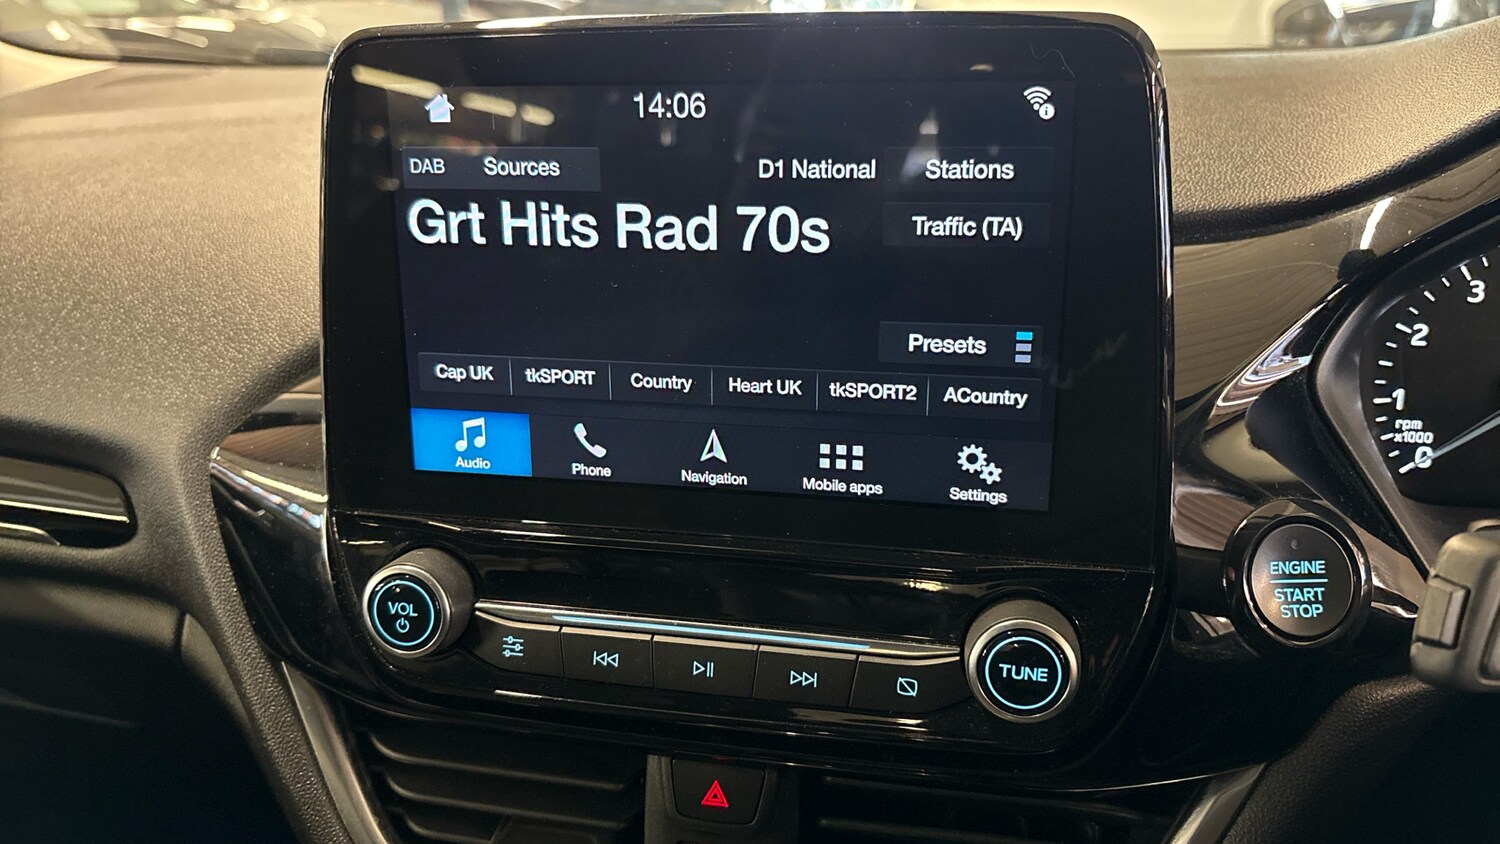 14:06
DAB Sources D1 National Stations
Grt Hits Rad 70s
Traffic (TA)
Presets
Cap UK tkSPORT Country Heart UK tkSPORT2 ACountry
Audio Phone Navigation Mobile apps Settings
VOL
TUNE
ENGINE
START
STOP
3
2
1
rpm
x1000
0